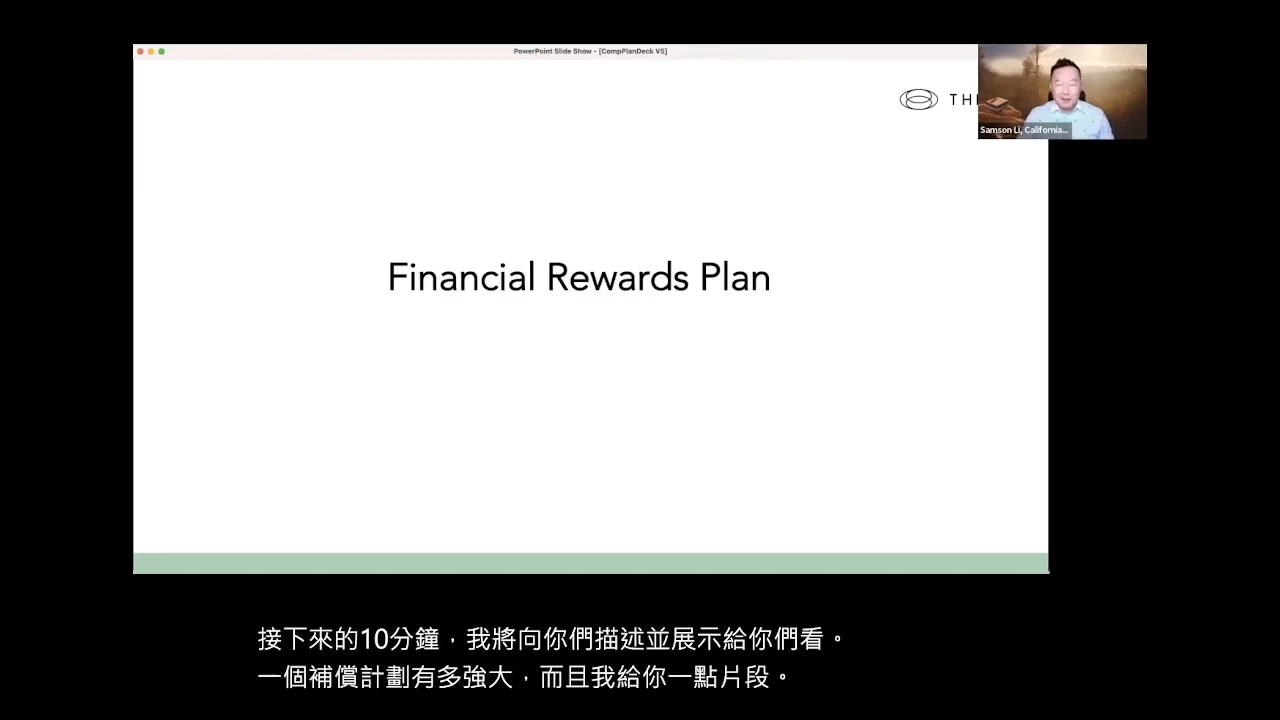 PowerPoint Slide Show - [CompPlanDeck V5]
TH
Samson Li, California...
Financial Rewards Plan
接下來的10分鐘，我將向你們描述並展示給你們看。
一個補償計劃有多強大，而且我給你一點片段。